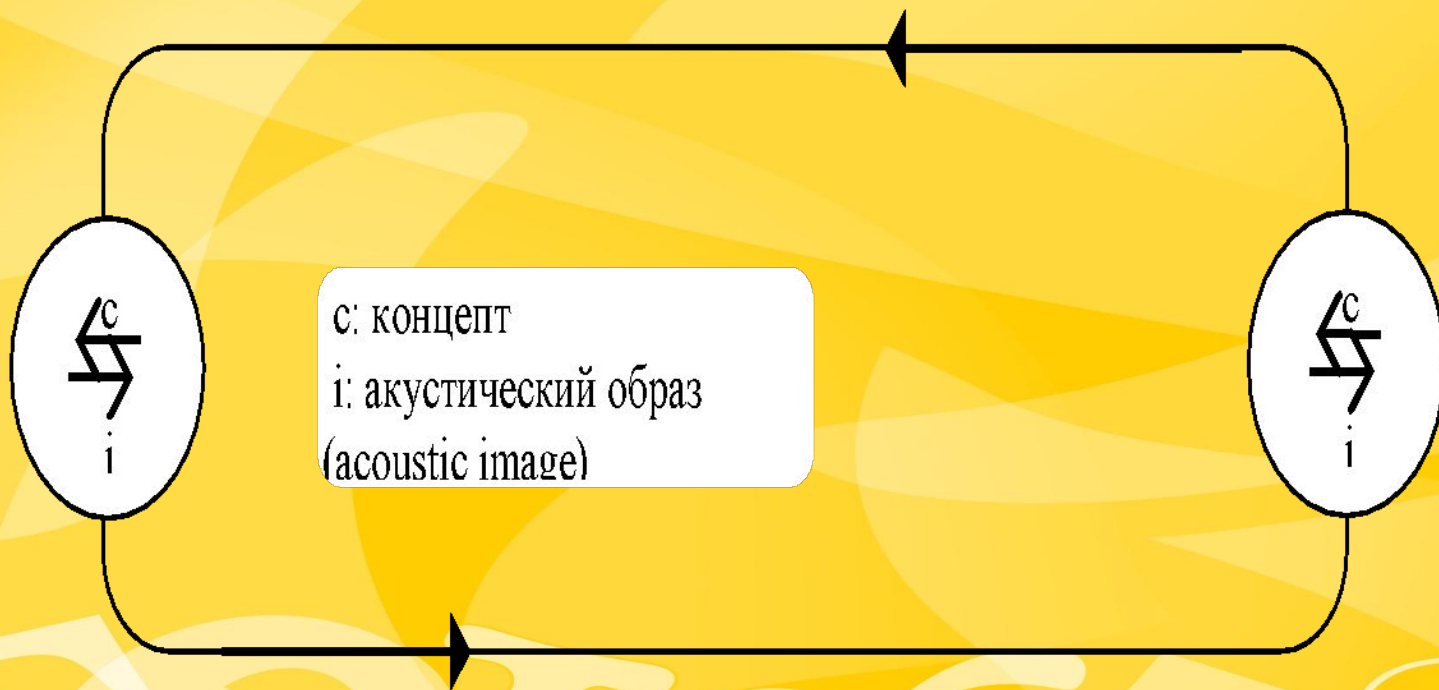 c
i
c: концепт
i: акустический образ
(acoustic image)
c
i